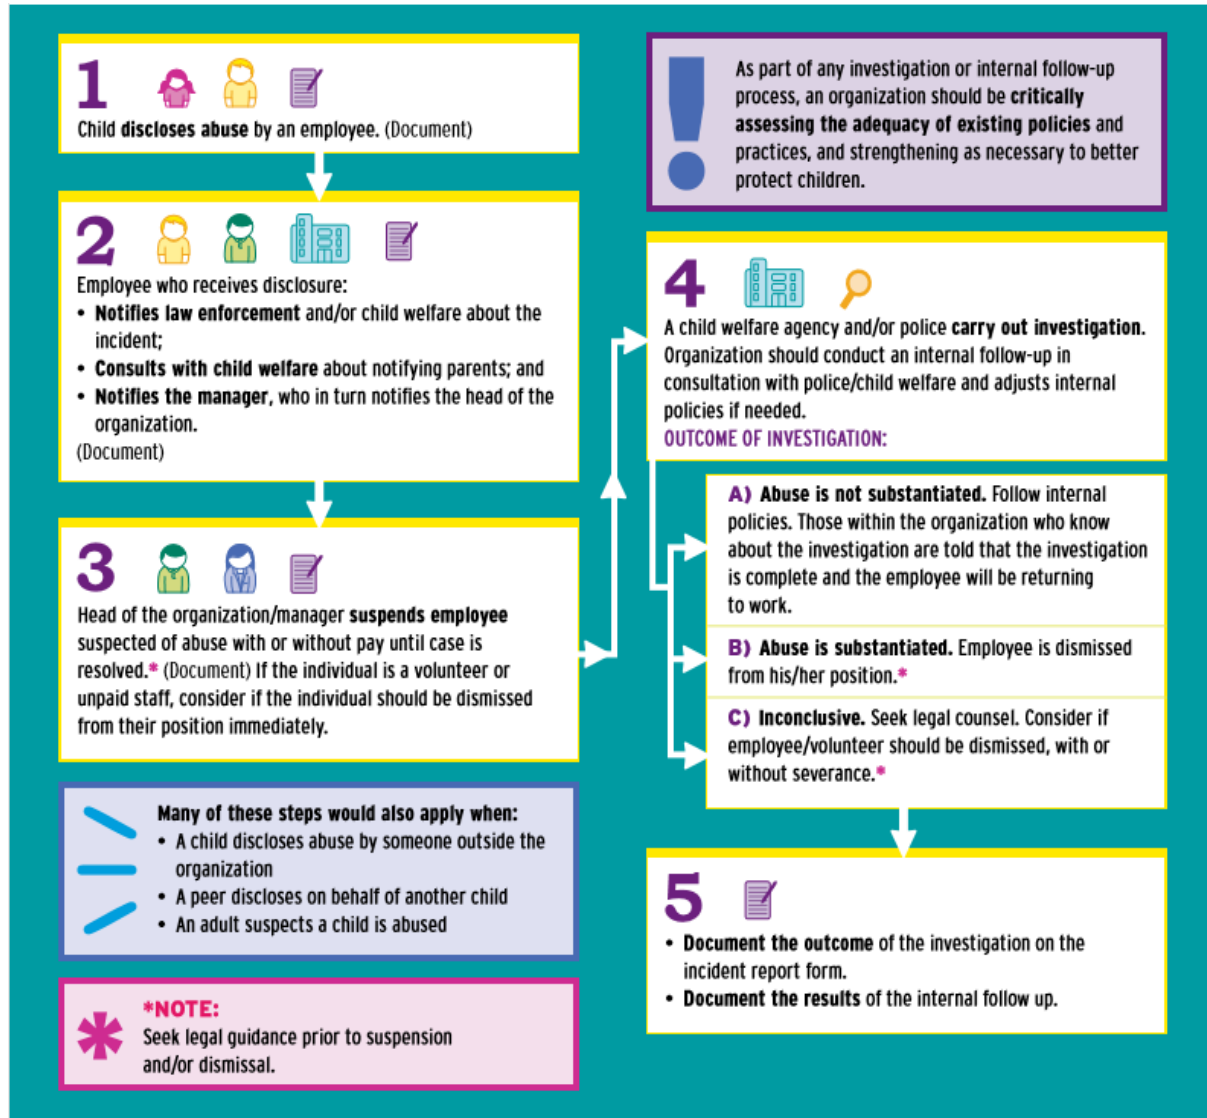 1
Child discloses abuse by an employee. (Document)
2
Employee who receives disclosure:
• Notifies law enforcement and/or child welfare about the
incident;
• Consults with child welfare about notifying parents; and
• Notifies the manager, who in turn notifies the head of the
organization.
(Document)
3
Head of the organization/manager suspends employee
suspected of abuse with or without pay until case is
resolved.* (Document) If the individual is a volunteer or
unpaid staff, consider if the individual should be dismissed
from their position immediately.
Many of these steps would also apply when:
• A child discloses abuse by someone outside the
organization
• A peer discloses on behalf of another child
• An adult suspects a child is abused
*NOTE:
Seek legal guidance prior to suspension
and/or dismissal.
As part of any investigation or internal follow-up
process, an organization should be critically
assessing the adequacy of existing policies and
practices, and strengthening as necessary to better
protect children.
4
A child welfare agency and/or police carry out investigation.
Organization should conduct an internal follow-up in
consultation with police/child welfare and adjusts internal
policies if needed.
OUTCOME OF INVESTIGATION:
A) Abuse is not substantiated. Follow internal
policies. Those within the organization who know
about the investigation are told that the investigation
is complete and the employee will be returning
to work.
B) Abuse is substantiated. Employee is dismissed
from his/her position.*
C) Inconclusive. Seek legal counsel. Consider if
employee/volunteer should be dismissed, with or
without severance.*
5
• Document the outcome of the investigation on the
incident report form.
• Document the results of the internal follow up.